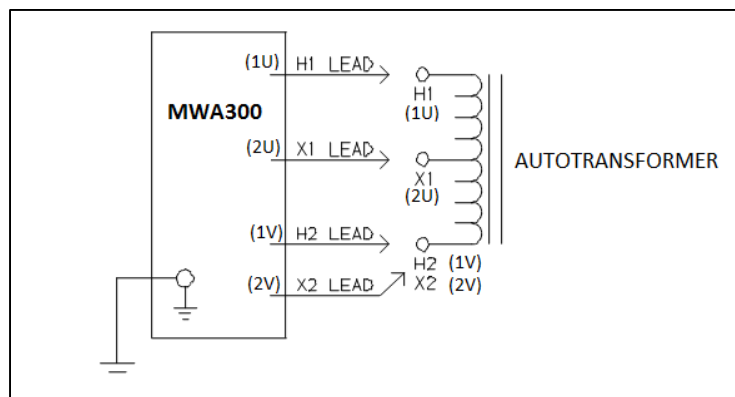 (1U) H1 LEAD
H1
(1U)
MWA300
(2U) X1 LEAD
X1
(2U)
AUTOTRANSFORMER
(1V) H2 LEAD
H2 (1V)
(2V) X2 LEAD
X2 (2V)